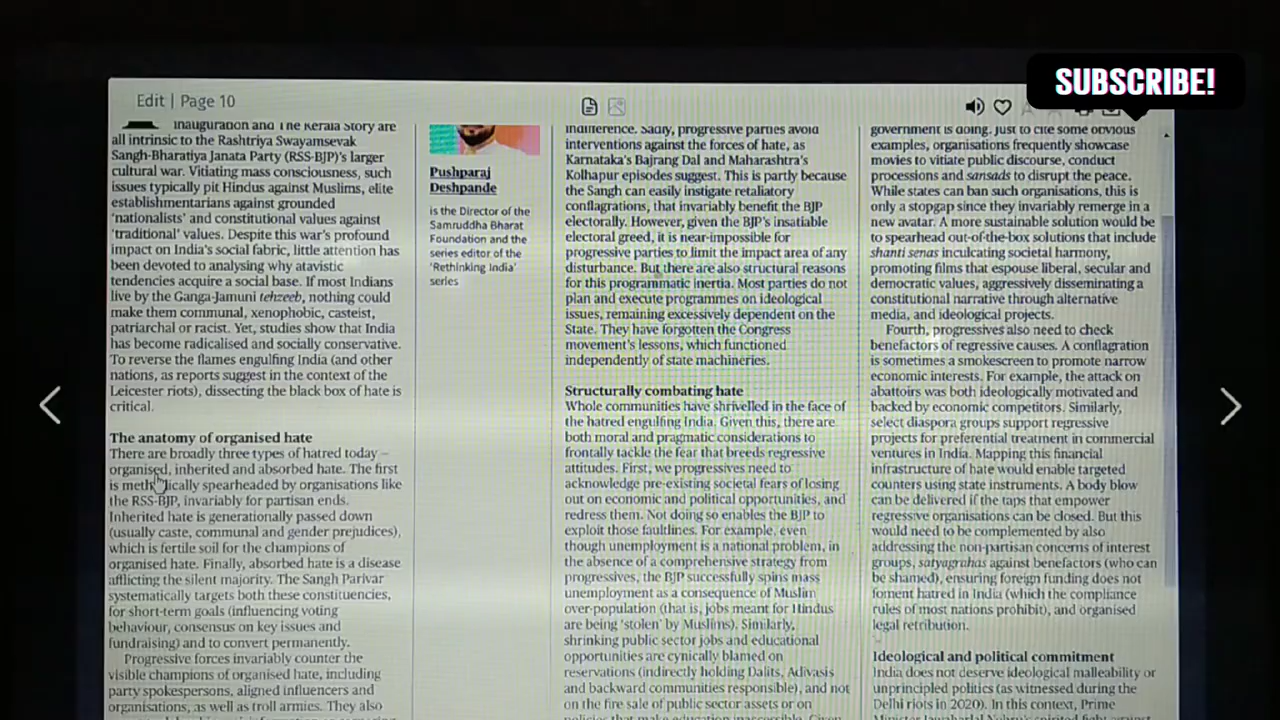 SUBSCRIBE!
Edit | Page 10
inauguration and The Kerala Story are
all intrinsic to the Rashtriya Swayamsevak
Sangh-Bharatiya Janata Party (RSS-BJP)'s larger
cultural war. Vitiating mass consciousness, such
issues typically pit Hindus against Muslims, elite
establishmentarians against grounded
'nationalists' and constitutional values against
'traditional' values. Despite this war's profound
impact on India's social fabric, little attention has
been devoted to analysing why atavistic
tendencies acquire a social base. If most Indians
live by the Ganga-Jamuni tehzeeb, nothing could
make them communal, xenophobic, casteist,
patriarchal or racist. Yet, studies show that India
has become radicalised and socially conservative.
To reverse the flames engulfing India (and other
nations, as reports suggest in the context of the
Leicester riots), dissecting the black box of hate is
critical.
The anatomy of organised hate
There are broadly three types of hatred today –
organised, inherited and absorbed hate. The first
is methodically spearheaded by organisations like
the RSS-BJP, invariably for partisan ends.
Inherited hate is generationally passed down
(usually caste, communal and gender prejudices),
which is fertile soil for the champions of
organised hate. Finally, absorbed hate is a disease
afflicting the silent majority. The Sangh Parivar
systematically targets both these constituencies,
for short-term goals (influencing voting
behaviour, consensus on key issues and
fundraising) and to convert permanently.
Progressive forces invariably counter the
visible champions of organised hate, including
party spokespersons, aligned influencers and
organisations, as well as troll armies. They also
Pushparaj
Deshpande
is the Director of the
Samruddha Bharat
Foundation and the
series editor of the
'Rethinking India'
series
indifference. Sadly, progressive parties avoid
interventions against the forces of hate, as
Karnataka's Bajrang Dal and Maharashtra's
Kolhapur episodes suggest. This is partly because
the Sangh can easily instigate retaliatory
conflagrations, that invariably benefit the BJP
electorally. However, given the BJP's insatiable
electoral greed, it is near-impossible for
progressive parties to limit the impact area of any
disturbance. But there are also structural reasons
for this programmatic inertia. Most parties do not
plan and execute programmes on ideological
issues, remaining excessively dependent on the
State. They have forgotten the Congress
movement's lessons, which functioned
independently of state machineries.
Structurally combating hate
Whole communities have shrivelled in the face of
the hatred engulfing India. Given this, there are
both moral and pragmatic considerations to
frontally tackle the fear that breeds regressive
attitudes. First, we progressives need to
acknowledge pre-existing societal fears of losing
out on economic and political opportunities, and
redress them. Not doing so enables the BJP to
exploit those faultlines. For example, even
though unemployment is a national problem, in
the absence of a comprehensive strategy from
progressives, the BJP successfully spins mass
unemployment as a consequence of Muslim
over-population (that is, jobs meant for Hindus
are being 'stolen' by Muslims). Similarly,
shrinking public sector jobs and educational
opportunities are cynically blamed on
reservations (indirectly holding Dalits, Adivasis
and backward communities responsible), and not
on the fire sale of public sector assets or on
policies that make education inaccessible. Given
government is doing. Just to cite some obvious
examples, organisations frequently showcase
movies to vitiate public discourse, conduct
processions and sansads to disrupt the peace.
While states can ban such organisations, this is
only a stopgap since they invariably remerge in a
new avatar. A more sustainable solution would be
to spearhead out-of-the-box solutions that include
shanti senas inculcating societal harmony,
promoting films that espouse liberal, secular and
democratic values, aggressively disseminating a
constitutional narrative through alternative
media, and ideological projects.
Fourth, progressives also need to check
benefactors of regressive causes. A conflagration
is sometimes a smokescreen to promote narrow
economic interests. For example, the attack on
abattoirs was both ideologically motivated and
backed by economic competitors. Similarly,
select diaspora groups support regressive
projects for preferential treatment in commercial
ventures in India. Mapping this financial
infrastructure of hate would enable targeted
counters using state instruments. A body blow
can be delivered if the taps that empower
regressive organisations can be closed. But this
would need to be complemented by also
addressing the non-partisan concerns of interest
groups, satyagrahas against benefactors (who can
be shamed), ensuring foreign funding does not
foment hatred in India (which the compliance
rules of most nations prohibit), and organised
legal retribution.
Ideological and political commitment
India does not deserve ideological malleability or
unprincipled politics (as witnessed during the
Delhi riots in 2020). In this context, Prime